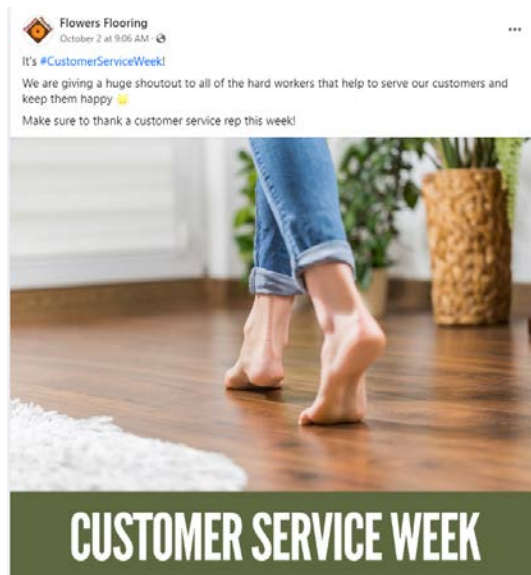 Flowers Flooring
October 2 at 9:06 AM ·
It's #CustomerServiceWeek!
We are giving a huge shoutout to all of the hard workers that help to serve our customers and
keep them happy 🌟
Make sure to thank a customer service rep this week!
CUSTOMER SERVICE WEEK